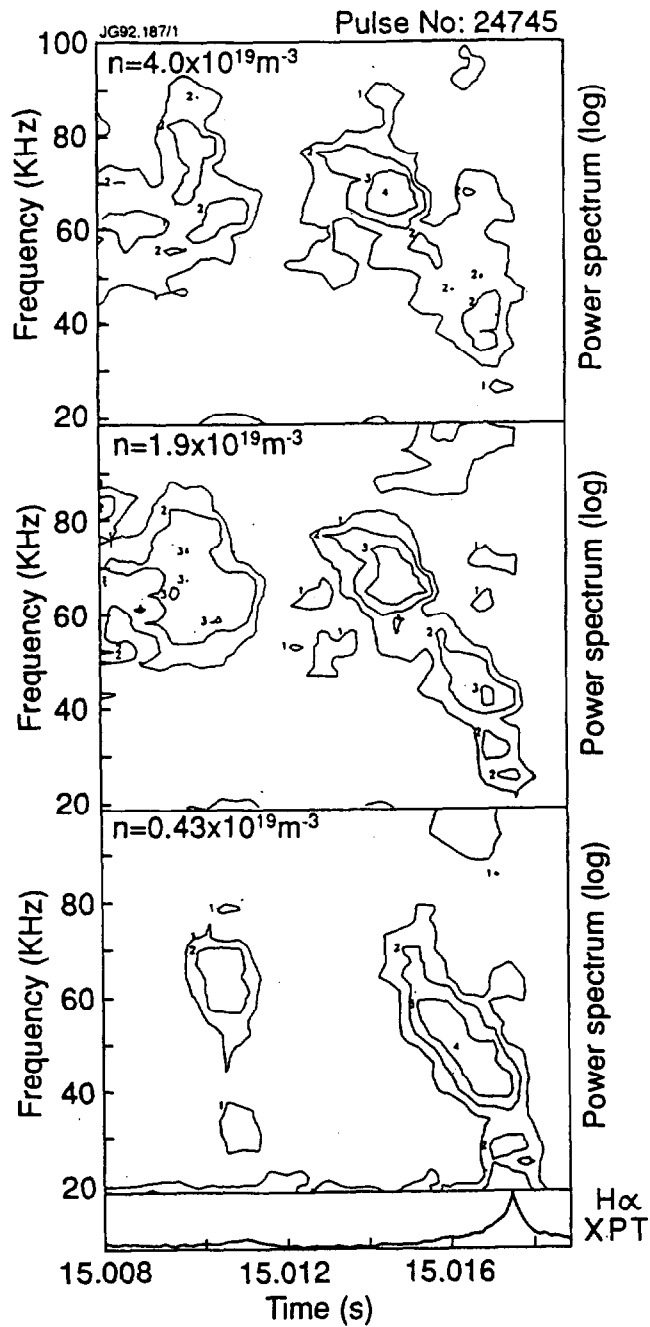 JG92.187/1
Pulse No: 24745
n=4.0x10¹⁹m⁻³
100
80
60
40
20
Frequency (KHz)
Power spectrum (log)
n=1.9x10¹⁹m⁻³
80
60
40
20
Frequency (KHz)
Power spectrum (log)
n=0.43x10¹⁹m⁻³
80
60
40
20
Frequency (KHz)
Power spectrum (log)
Hα
XPT
15.008
15.012
15.016
Time (s)